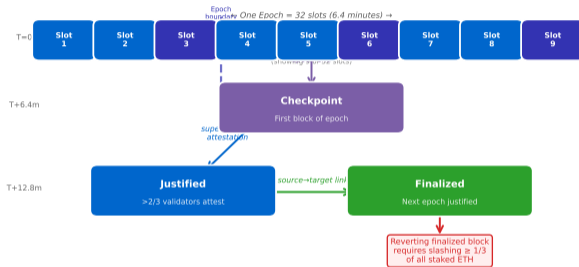 Epoch
One Epoch = 32 slots (6.4 minutes) →
T=0
Slot
1
Slot
2
Slot
3
Slot
4
Slot
5
Slot
6
Slot
7
Slot
8
Slot
9
T+6.4m
Checkpoint
First block of epoch
attestation
T+12.8m
Justified
>2/3 validators attest
source→target link
Finalized
Next epoch justified
Reverting finalized block
requires slashing ≥ 1/3
of all staked ETH